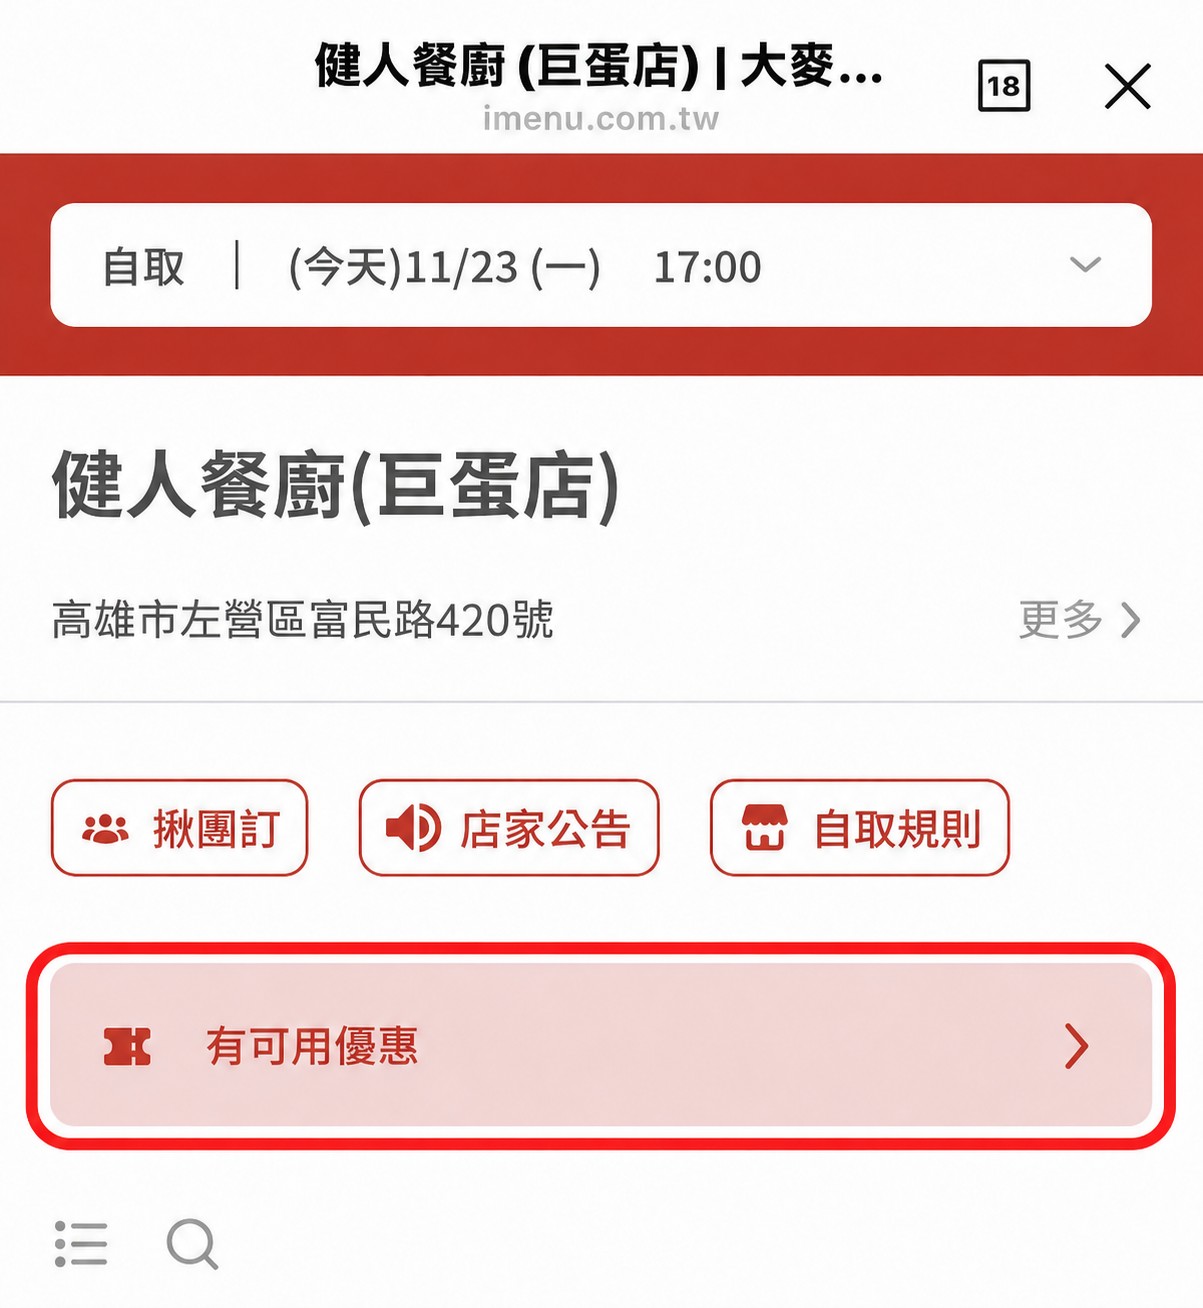 健人餐廚 (巨蛋店) | 大麥...
imenu.com.tw
18
自取 | (今天)11/23 (一) 17:00
健人餐廚(巨蛋店)
高雄市左營區富民路420號
更多
揪團訂
店家公告
自取規則
有可用優惠